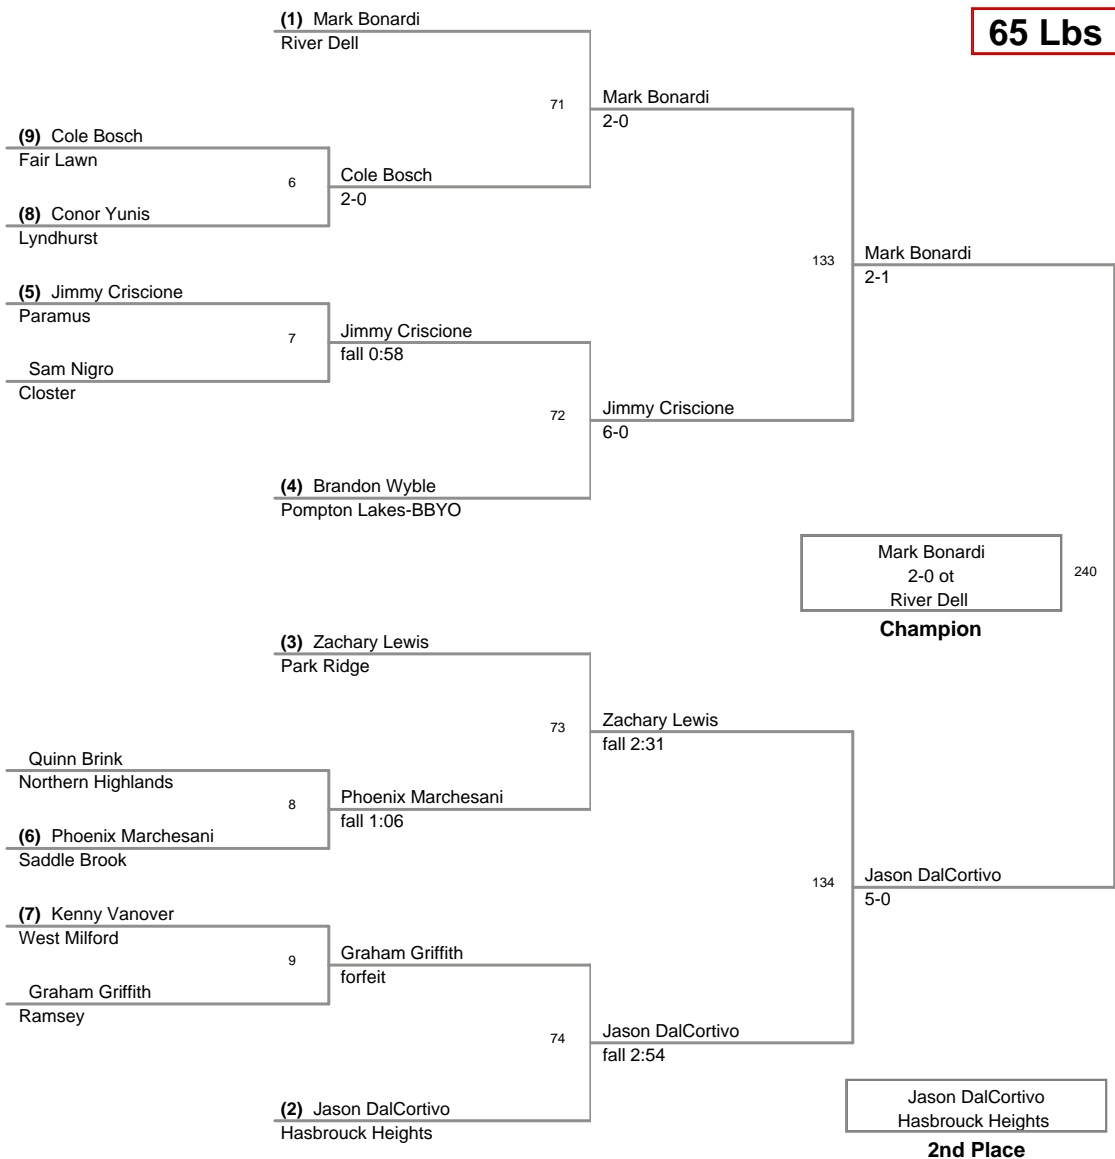 65 Lbs
(1) Mark Bonardi
River Dell
71
Mark Bonardi
2-0
(9) Cole Bosch
Fair Lawn
6
Cole Bosch
2-0
(8) Conor Yunis
Lyndhurst
133
Mark Bonardi
2-1
(5) Jimmy Criscione
Paramus
7
Jimmy Criscione
fall 0:58
Sam Nigro
Closter
72
Jimmy Criscione
6-0
(4) Brandon Wyble
Pompton Lakes-BBYO
Mark Bonardi
2-0 ot
River Dell
240
Champion
(3) Zachary Lewis
Park Ridge
73
Zachary Lewis
fall 2:31
Quinn Brink
Northern Highlands
8
Phoenix Marchesani
fall 1:06
(6) Phoenix Marchesani
Saddle Brook
134
Jason DalCortivo
5-0
(7) Kenny Vanover
West Milford
9
Graham Griffith
forfeit
Graham Griffith
Ramsey
74
Jason DalCortivo
fall 2:54
(2) Jason DalCortivo
Hasbrouck Heights
Jason DalCortivo
Hasbrouck Heights
2nd Place